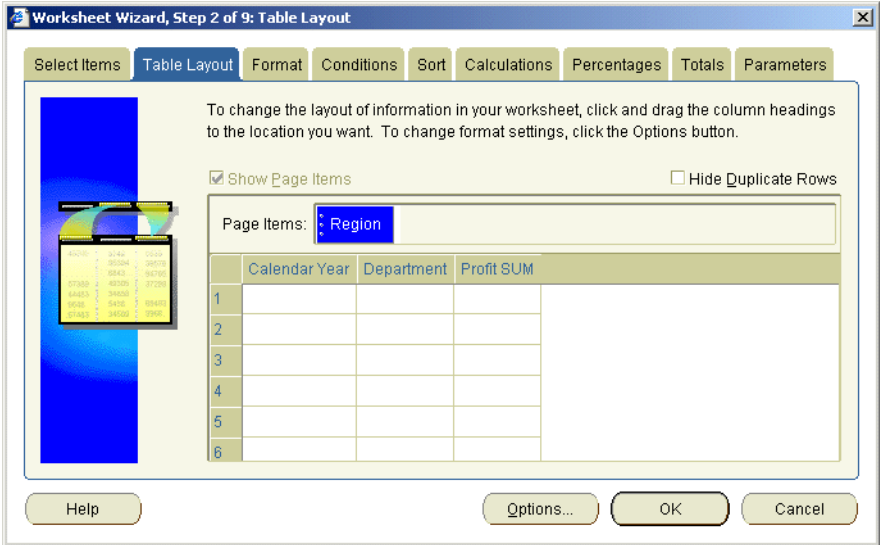 Worksheet Wizard, Step 2 of 9: Table Layout
Select Items Table Layout Format Conditions Sort Calculations Percentages Totals Parameters
To change the layout of information in your worksheet, click and drag the column headings
to the location you want. To change format settings, click the Options button.
Show Page Items Hide Duplicate Rows
Page Items: Region
Calendar Year Department Profit SUM
1
2
3
4
5
6
Help Options... OK Cancel